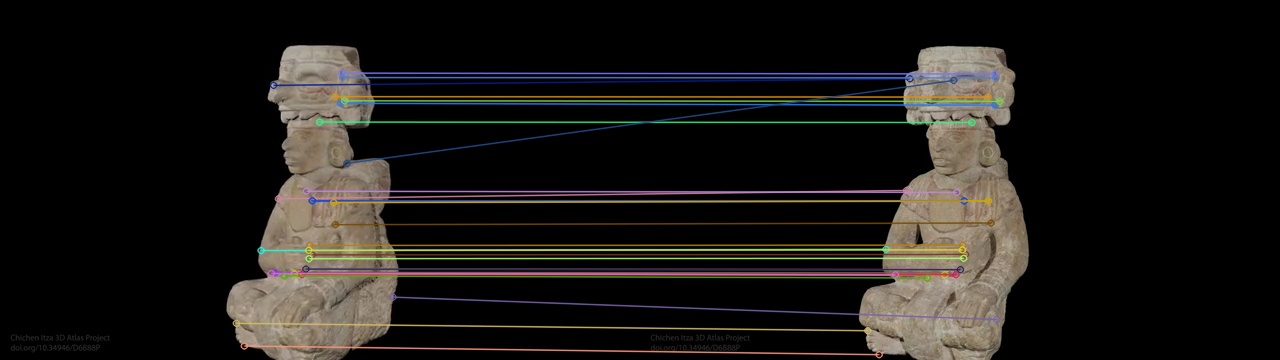 Chichen Itza 3D Atlas Project
doi.org/10.34946/D6B88P
Chichen Itza 3D Atlas Project
doi.org/10.34946/D6B88P